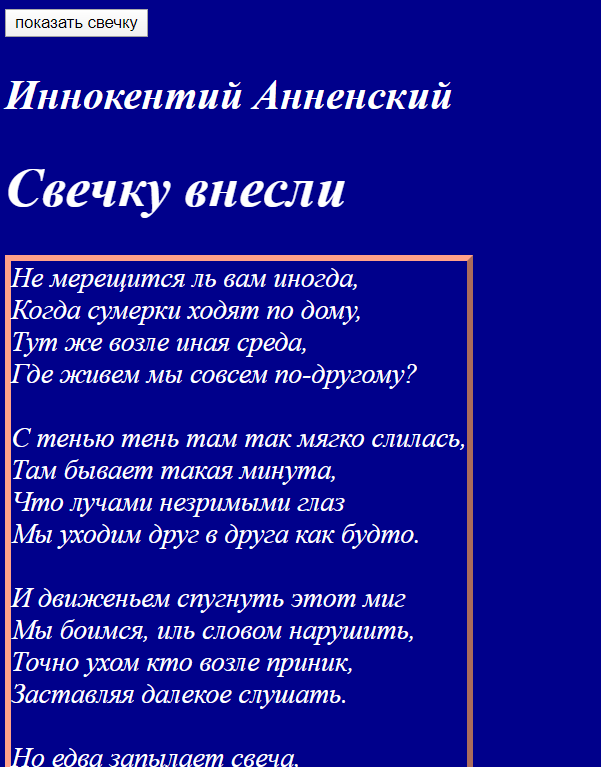 показать свечку
Иннокентий Анненский
Свечку внесли
Не мерещится ль вам иногда,
Когда сумерки ходят по дому,
Тут же возле иная среда,
Где живем мы совсем по-другому?
С тенью тень там так мягко слилась,
Там бывает такая минута,
Что лучами незримыми глаз
Мы уходим друг в друга как будто.
И движеньем спугнуть этот миг
Мы боимся, иль словом нарушить,
Точно ухом кто возле приник,
Заставляя далекое слушать.
Но едва запылает свеча,